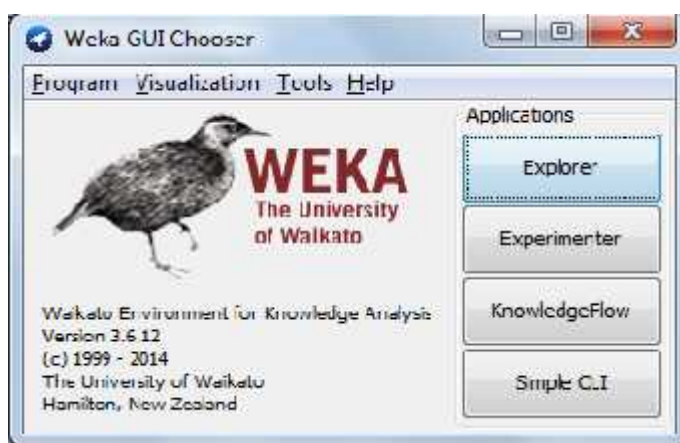 Weka GUI Chooser
Program Visualization Tools Help
Applications
WEKA
The University
of Waikato
Explorer
Experimenter
KnowledgeFlow
Simple CLI
Waikato Environment for Knowledge Analysis
Version 3.6.12
(c) 1999 - 2014
The University of Waikato
Hamilton, New Zealand